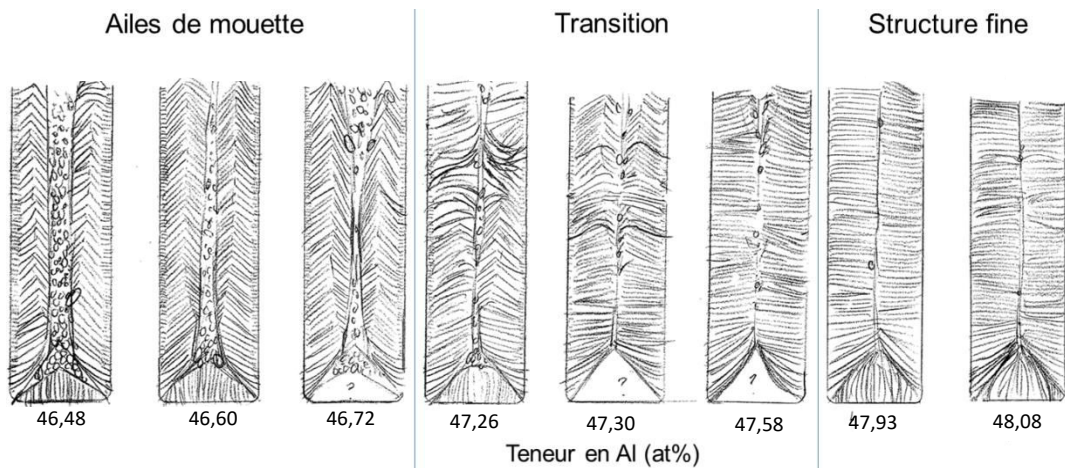 Ailes de mouette Transition Structure fine
? ? ?
46,48 46,60 46,72 47,26 47,30 47,58 47,93 48,08
Teneur en Al (at%)